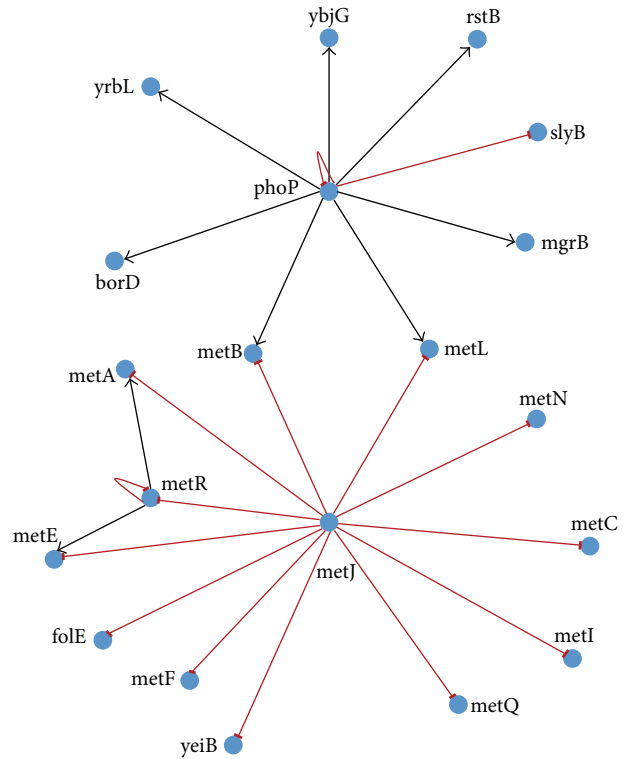 ybjG
rstB
yrbL
slyB
phoP
mgrB
borD
metB
metL
metA
metN
metR
metE
metC
metJ
folE
metI
metF
metQ
yeiB